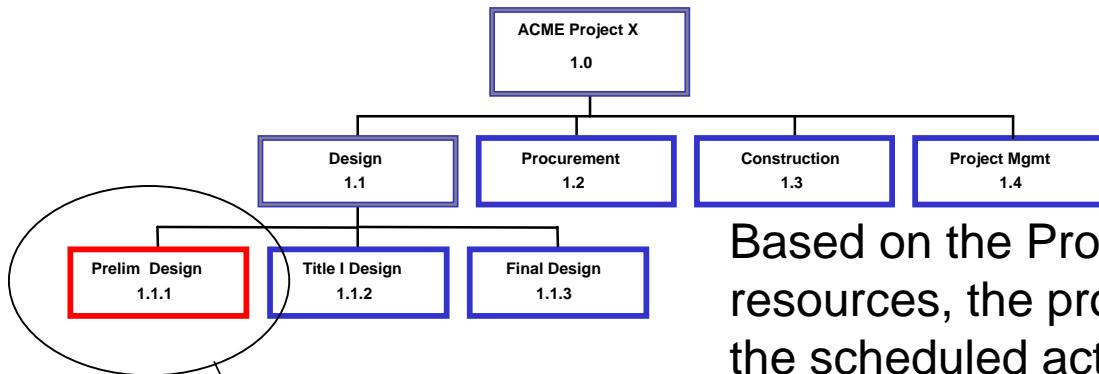 ACME Project X
1.0
Design
1.1
Procurement
1.2
Construction
1.3
Project Mgmt
1.4
Prelim Design
1.1.1
Title I Design
1.1.2
Final Design
1.1.3
Based on the Pro
resources, the pro
the scheduled act